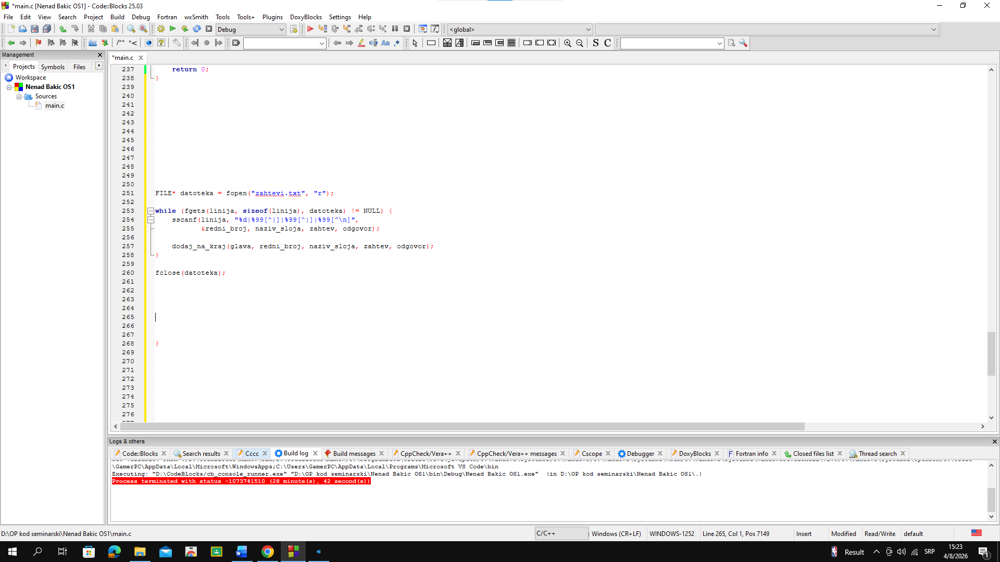 *main.c [Nenad Bakic OS1] - Code::Blocks 25.03
File Edit View Search Project Build Debug Fortran wxSmith Tools Tools+ Plugins DoxyBlocks Settings Help
Debug
<global>
/** *<
Aa .*
S C
Management
Projects Symbols Files
Workspace
Nenad Bakic OS1
Sources
main.c
*main.c
237 return 0;
238 }
239
240
241
242
243
244
245
246
247
248
249
250
251 FILE* datoteka = fopen("zahtevi.txt", "r");
252
253 while (fgets(linija, sizeof(linija), datoteka) != NULL) {
254 sscanf(linija, "%d|%99[^|]|%99[^|]|%99[^\n]",
255 &redni_broj, naziv_sloja, zahtev, odgovor);
256
257 dodaj_na_kraj(glava, redni_broj, naziv_sloja, zahtev, odgovor);
258 }
259
260 fclose(datoteka);
261
262
263
264
265
266
267
268 }
269
270
271
272
273
274
275
276
Logs & others
Code::Blocks Search results Cccc Build log Build messages CppCheck/Vera++ CppCheck/Vera++ messages Cscope Debugger DoxyBlocks Fortran info Closed files list Thread search
\GamerPC\AppData\Local\Microsoft\WindowsApps;C:\Users\GamerPC\AppData\Local\Programs\Microsoft VS Code\bin
Executing: "D:\CodeBlocks/cb_console_runner.exe" "D:\OP kod seminarski\Nenad Bakic OS1\bin\Debug\Nenad Bakic OS1.exe" (in D:\OP kod seminarski\Nenad Bakic OS1\.)
Process terminated with status -1073741510 (28 minute(s), 42 second(s))
D:\OP kod seminarski\Nenad Bakic OS1\main.c C/C++ Windows (CR+LF) WINDOWS-1252 Line 265, Col 1, Pos 7149 Insert Modified Read/Write default
Result SRP 15:23
4/8/2026
1